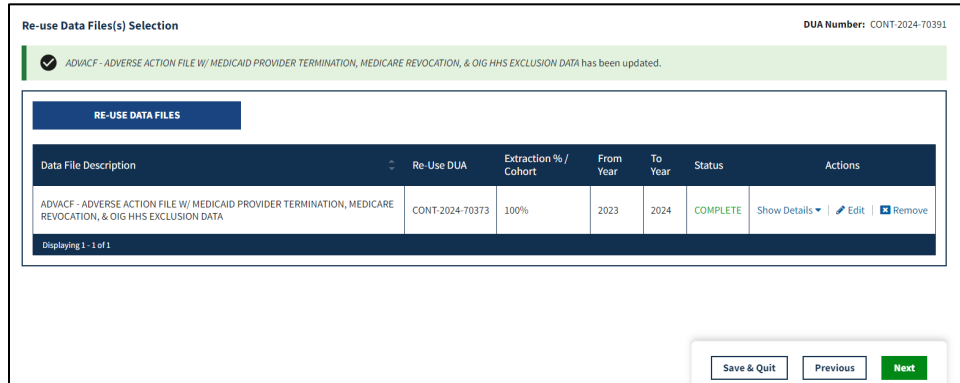 Re-use Data Files(s) Selection
DUA Number: CONT-2024-70391
ADVACF - ADVERSE ACTION FILE W/ MEDICAID PROVIDER TERMINATION, MEDICARE REVOCATION, & OIG HHS EXCLUSION DATA has been updated.
RE-USE DATA FILES
Data File Description Re-Use DUA Extraction % / Cohort From Year To Year Status Actions
ADVACF - ADVERSE ACTION FILE W/ MEDICAID PROVIDER TERMINATION, MEDICARE
REVOCATION, & OIG HHS EXCLUSION DATA
CONT-2024-70373 100% 2023 2024 COMPLETE Show Details Edit Remove
Displaying 1 - 1 of 1
Save & Quit Previous Next